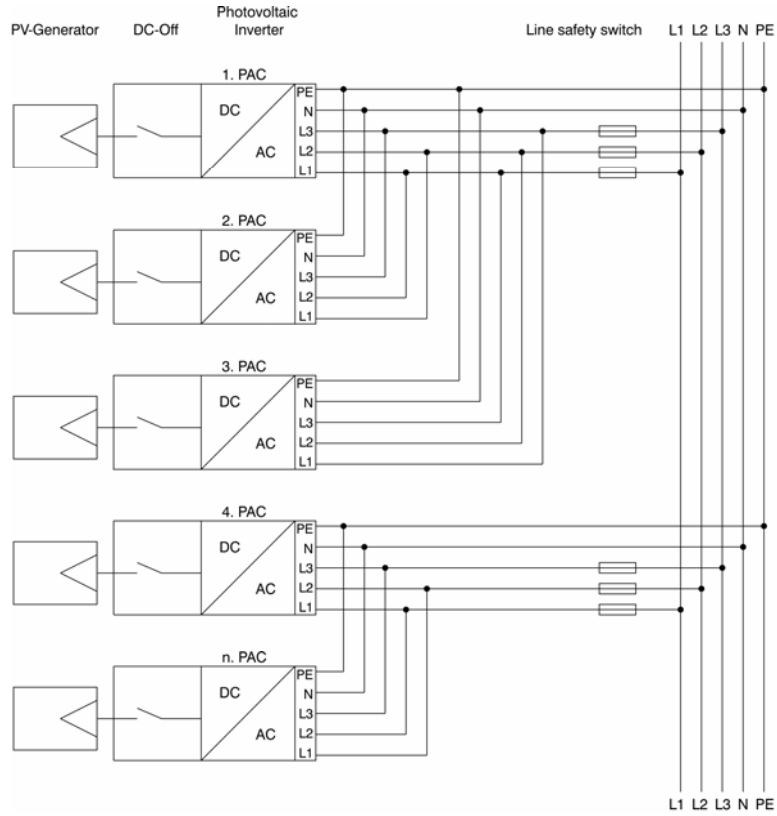 Photovoltaic
PV-Generator DC-Off Inverter Line safety switch L1 L2 L3 N PE
1. PAC
PE
DC N
L3
AC L2
L1
2. PAC
PE
DC N
L3
AC L2
L1
3. PAC
PE
DC N
L3
AC L2
L1
4. PAC
PE
DC N
L3
AC L2
L1
n. PAC
PE
DC N
L3
AC L2
L1
L1 L2 L3 N PE